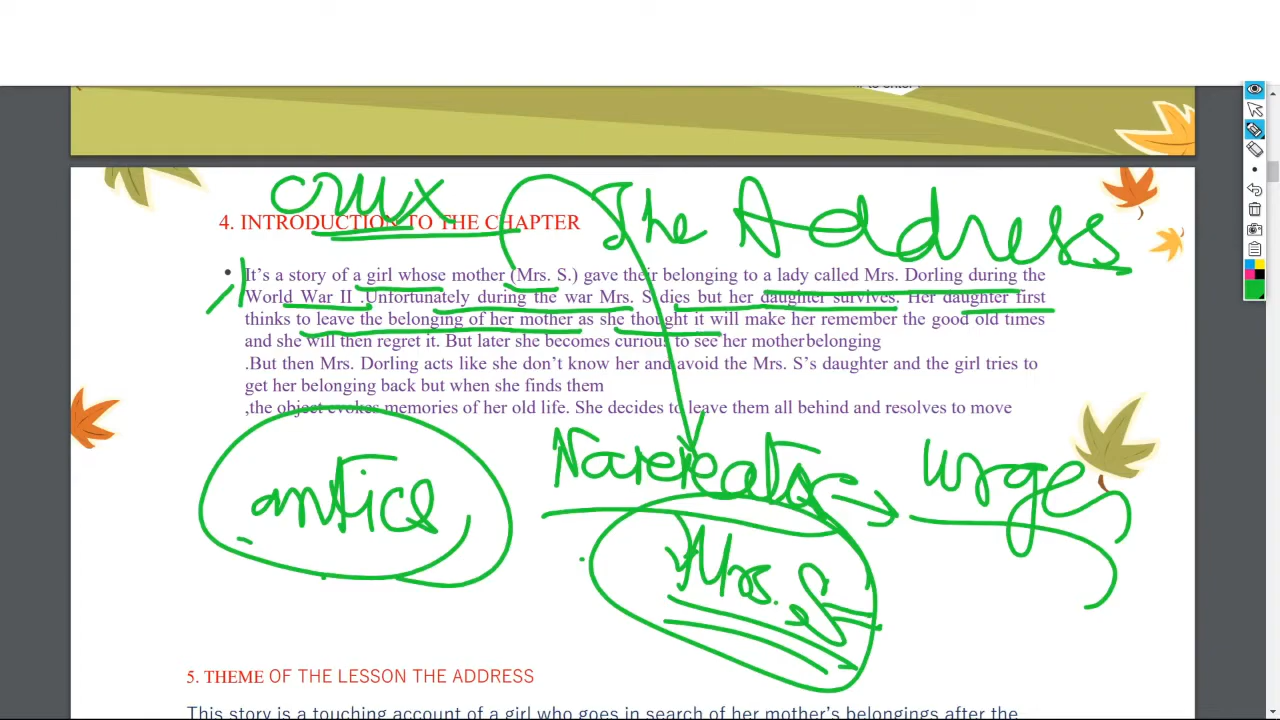 to enter
crux The Address
4. INTRODUCTION TO THE CHAPTER
• It's a story of a girl whose mother (Mrs. S.) gave their belonging to a lady called Mrs. Dorling during the
World War II .Unfortunately during the war Mrs. S dies but her daughter survives. Her daughter first
thinks to leave the belonging of her mother as she thought it will make her remember the good old times
and she will then regret it. But later she becomes curious to see her mother belonging
.But then Mrs. Dorling acts like she don't know her and avoid the Mrs. S's daughter and the girl tries to
get her belonging back but when she finds them
,the object evokes memories of her old life. She decides to leave them all behind and resolves to move
antice Narrator → urges
Mrs. S
5. THEME OF THE LESSON THE ADDRESS
This story is a touching account of a girl who goes in search of her mother's belongings after the